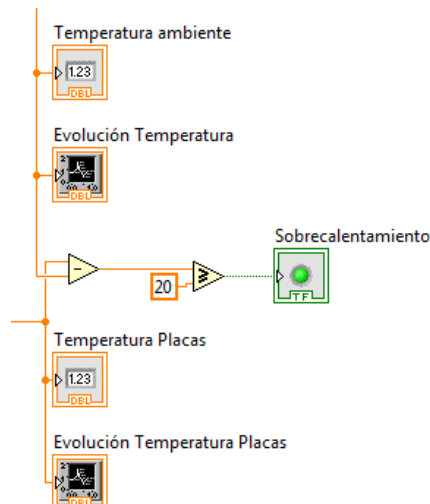 Temperatura ambiente
1.23
DBL
Evolución Temperatura
DBL
Sobrecalentamiento
20
TF
Temperatura Placas
1.23
DBL
Evolución Temperatura Placas
DBL